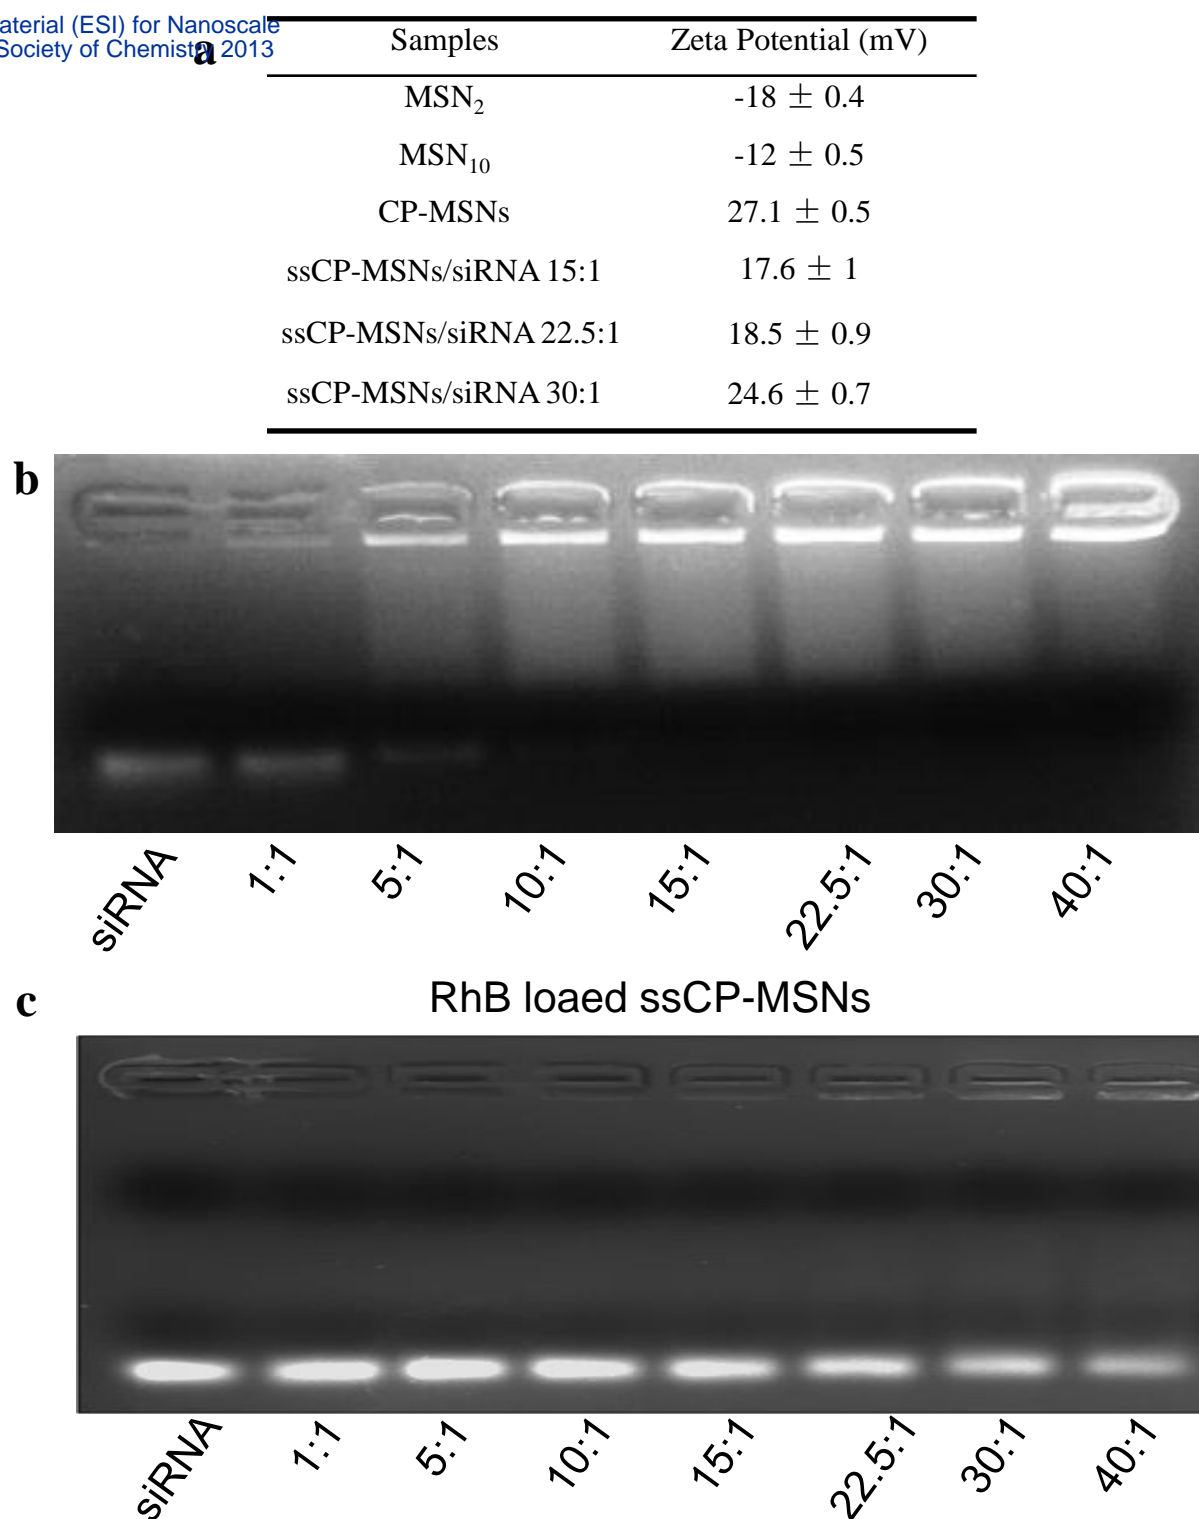 aterial (ESI) for Nanoscale
Society of Chemistry 2013
a
Samples Zeta Potential (mV)
MSN₂ -18 ± 0.4
MSN₁₀ -12 ± 0.5
CP-MSNs 27.1 ± 0.5
ssCP-MSNs/siRNA 15:1 17.6 ± 1
ssCP-MSNs/siRNA 22.5:1 18.5 ± 0.9
ssCP-MSNs/siRNA 30:1 24.6 ± 0.7
b
siRNA 1:1 5:1 10:1 15:1 22.5:1 30:1 40:1
c
RhB loaed ssCP-MSNs
siRNA 1:1 5:1 10:1 15:1 22.5:1 30:1 40:1